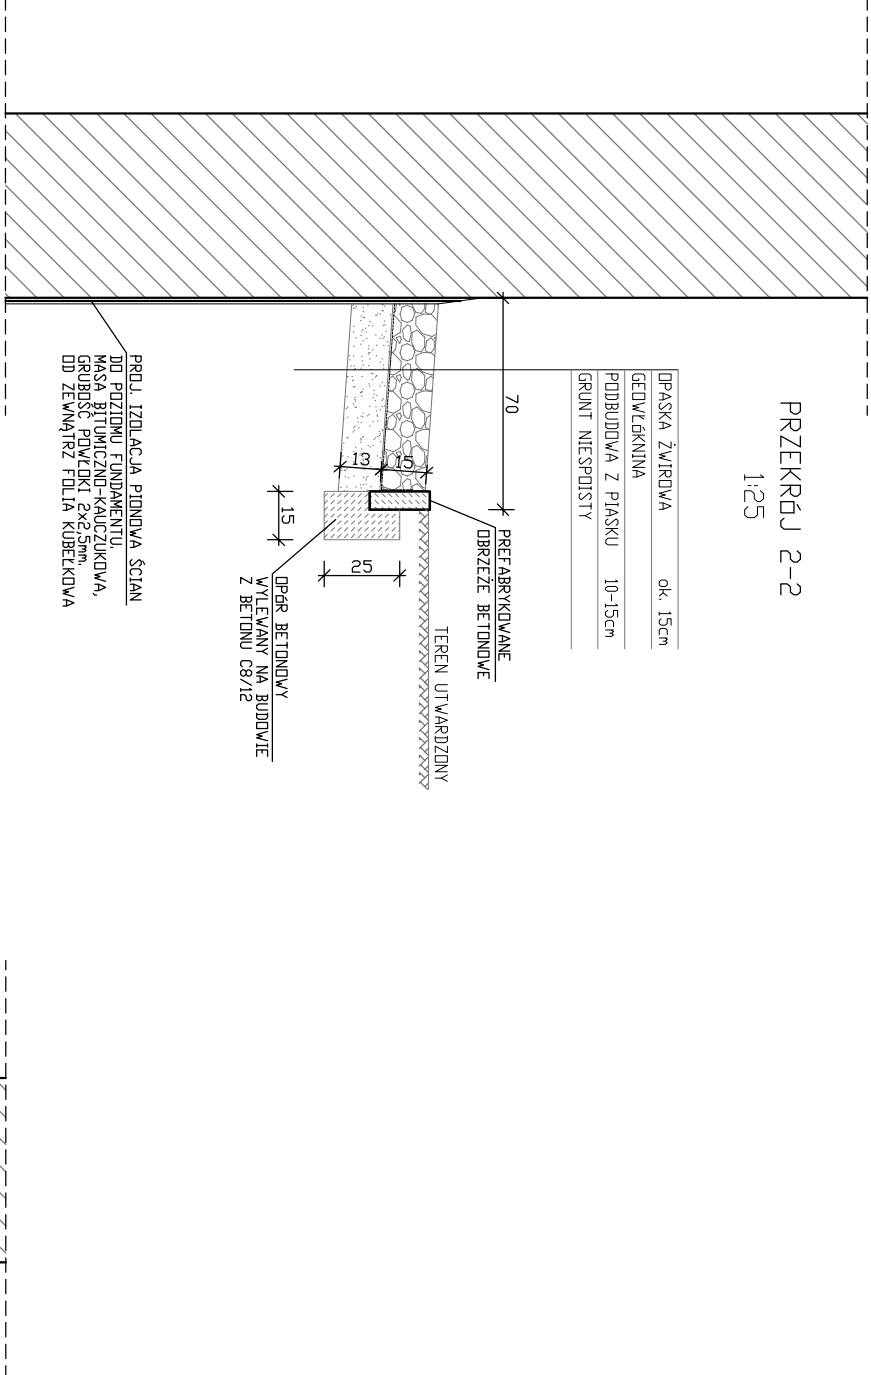 PRZEKRÓJ 2-2
1:25
OPASKA ŻWIROWA ok. 15cm
GEOWŁÓKNINA
PODBUDOWA Z PIASKU 10-15cm
GRUNT NIESPOISTY
70
PREFABRYKOWANE
OBRZEŻE BETONOWE
TEREN UTWARDZONY
15
13
25
15
OPÓR BETONOWY
WYLEWANY NA BUDOWIE
Z BETONU C8/12
PROJ. IZOLACJA PIONOWA ŚCIAN
DO POZIOMU FUNDAMENTU.
MASA BITUMICZNO-KAUCZUKOWA,
GRUBOŚĆ POWŁOKI 2x2,5mm.
OD ZEWNĄTRZ FOLIA KUBEŁKOWA